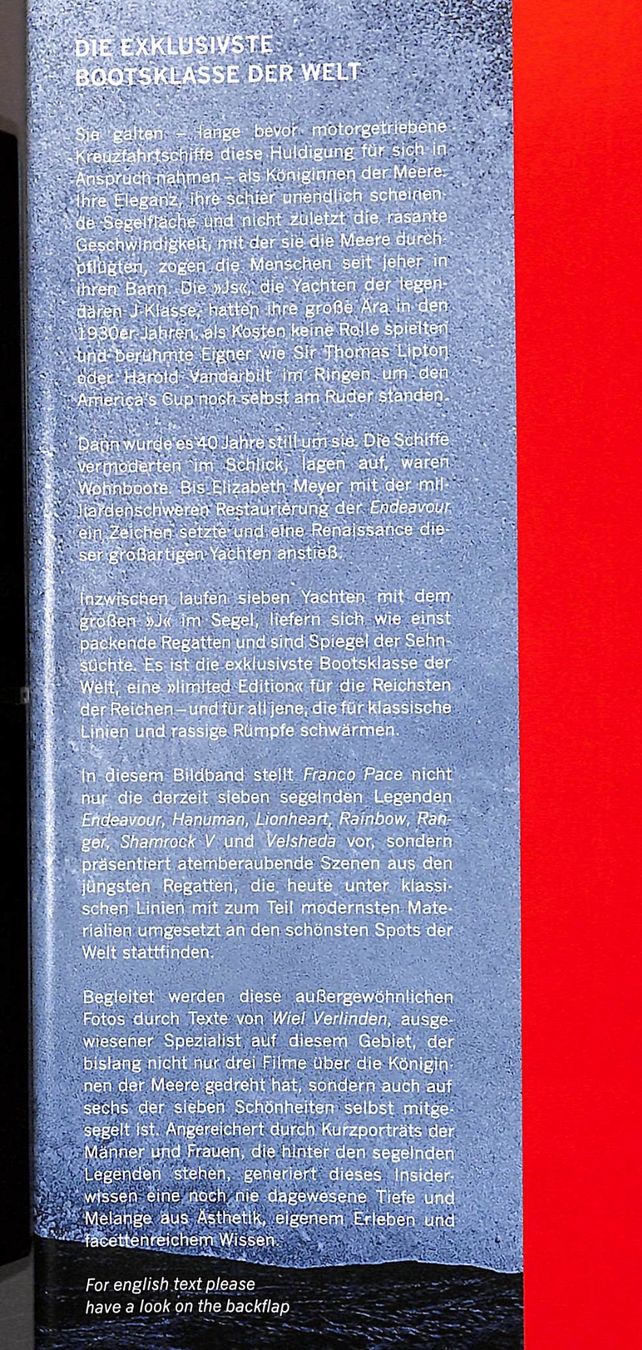 DIE EXKLUSIVSTE
BOOTSKLASSE DER WELT
Sie galten – lange bevor motorgetriebene
Kreuzfahrtschiffe diese Huldigung für sich in
Anspruch nahmen – als Königinnen der Meere.
Ihre Eleganz, ihre schier unendlich scheinen-
de Segelfläche und nicht zuletzt die rasante
Geschwindigkeit, mit der sie die Meere durch-
pflügten, zogen die Menschen seit jeher in
ihren Bann. Die »Js«, die Yachten der legen-
dären J-Klasse, hatten ihre große Ära in den
1930er Jahren, als Kosten keine Rolle spielten
und berühmte Eigner wie Sir Thomas Lipton
oder Harold Vanderbilt im Ringen um den
America's Cup noch selbst am Ruder standen.
Dann wurde es 40 Jahre still um sie. Die Schiffe
vermoderten im Schlick, lagen auf, waren
Wohnboote. Bis Elizabeth Meyer mit der mil-
liardenschweren Restaurierung der Endeavour
ein Zeichen setzte und eine Renaissance die-
ser großartigen Yachten anstieß.
Inzwischen laufen sieben Yachten mit dem
großen »J« im Segel, liefern sich wie einst
packende Regatten und sind Spiegel der Sehn-
süchte. Es ist die exklusivste Bootsklasse der
Welt, eine »limited Edition« für die Reichsten
der Reichen – und für all jene, die für klassische
Linien und rassige Rümpfe schwärmen.
In diesem Bildband stellt Franco Pace nicht
nur die derzeit sieben segelnden Legenden
Endeavour, Hanuman, Lionheart, Rainbow, Ran-
ger, Shamrock V und Velsheda vor, sondern
präsentiert atemberaubende Szenen aus den
jüngsten Regatten, die heute unter klassi-
schen Linien mit zum Teil modernsten Mate-
rialien umgesetzt an den schönsten Spots der
Welt stattfinden.
Begleitet werden diese außergewöhnlichen
Fotos durch Texte von Wiel Verlinden, ausge-
wiesener Spezialist auf diesem Gebiet, der
bislang nicht nur drei Filme über die Königin-
nen der Meere gedreht hat, sondern auch auf
sechs der sieben Schönheiten selbst mitge-
segelt ist. Angereichert durch Kurzporträts der
Männer und Frauen, die hinter den segelnden
Legenden stehen, generiert dieses Insider-
wissen eine noch nie dagewesene Tiefe und
Melange aus Ästhetik, eigenem Erleben und
facettenreichem Wissen.
For english text please
have a look on the backflap